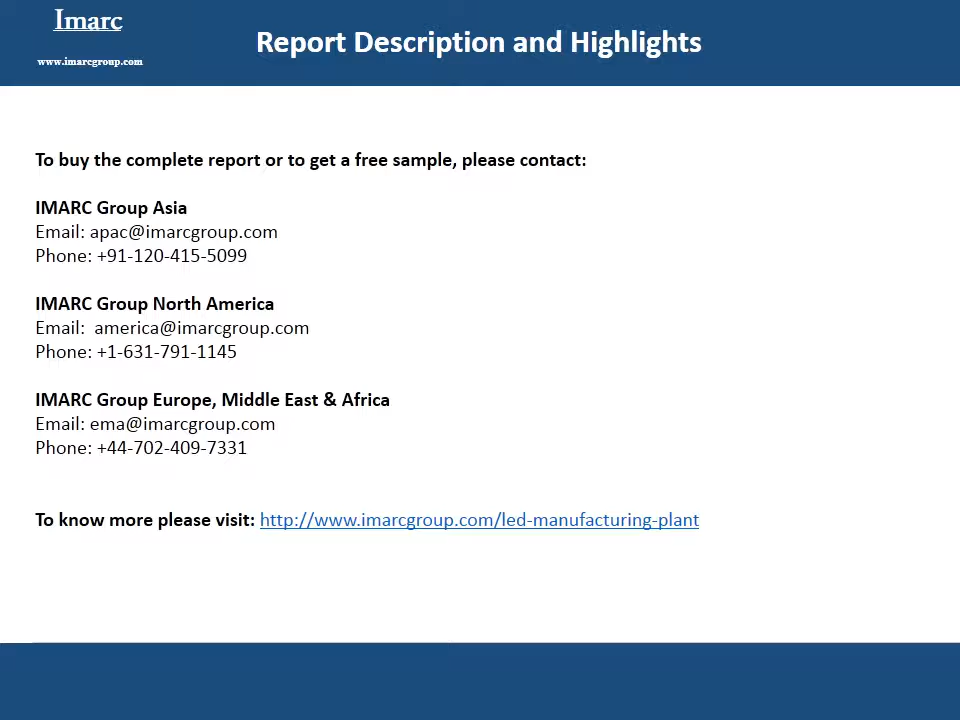 Imarc
www.imarcgroup.com
Report Description and Highlights
To buy the complete report or to get a free sample, please contact:
IMARC Group Asia
Email: apac@imarcgroup.com
Phone: +91-120-415-5099
IMARC Group North America
Email:  america@imarcgroup.com
Phone: +1-631-791-1145
IMARC Group Europe, Middle East & Africa
Email: ema@imarcgroup.com
Phone: +44-702-409-7331
To know more please visit: http://www.imarcgroup.com/led-manufacturing-plant